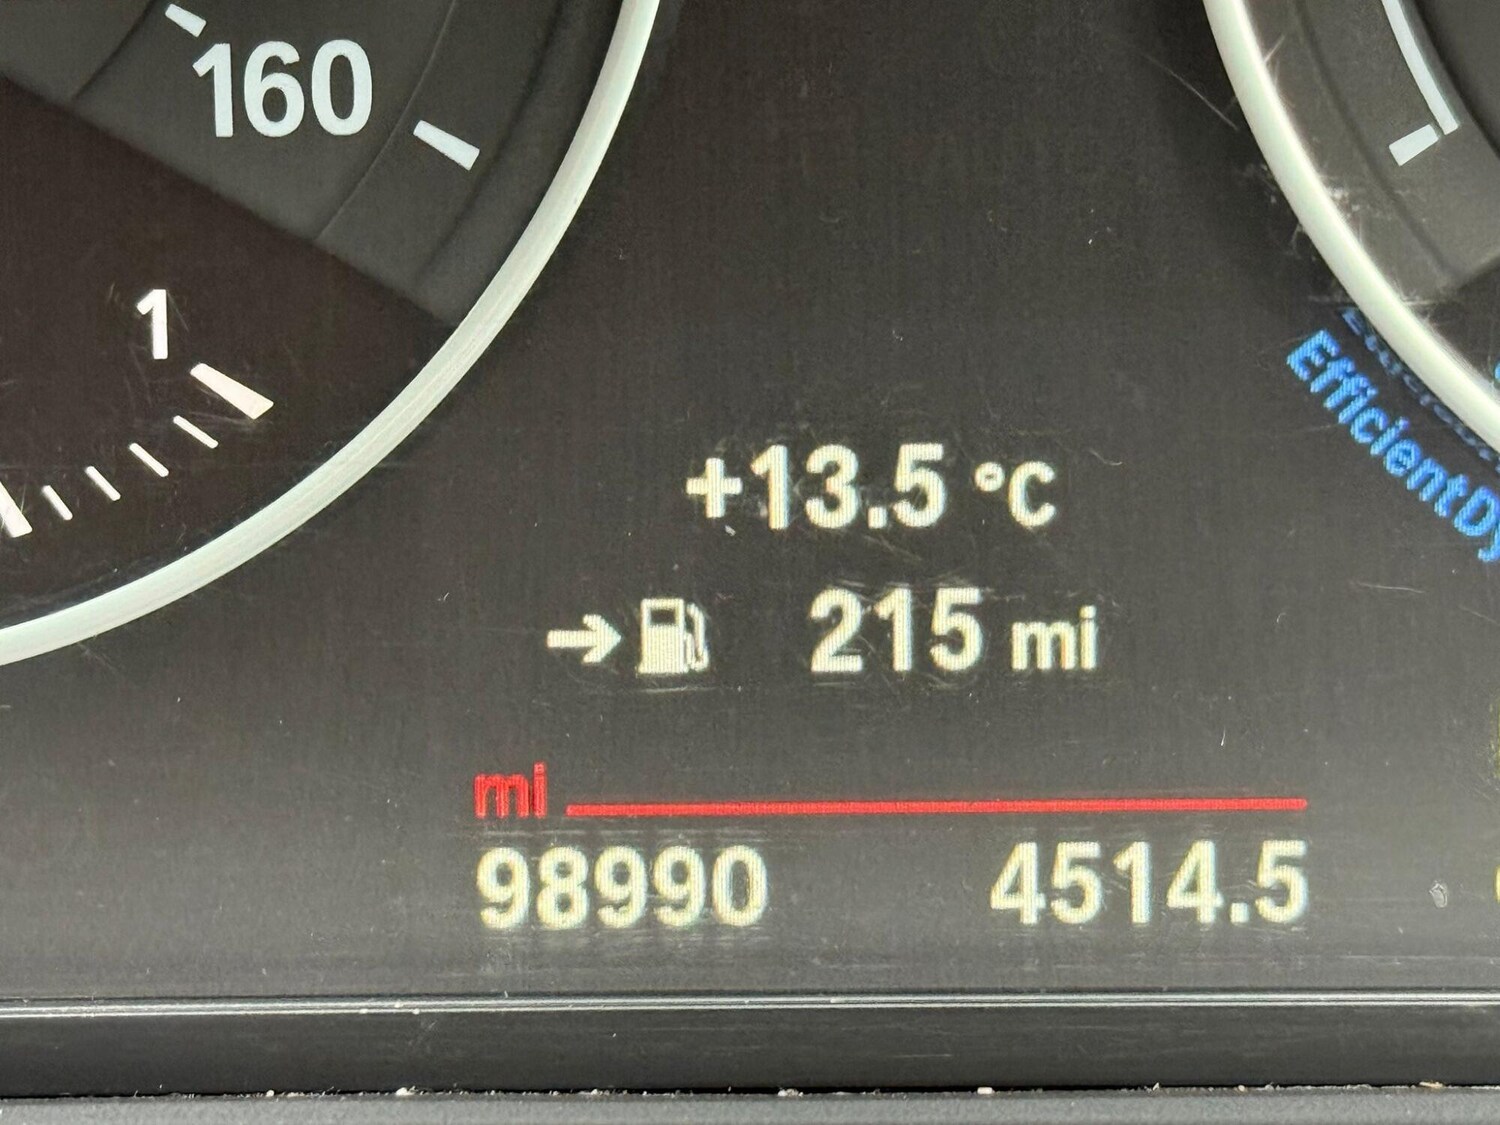 160
1
+13.5 °C
215 mi
mi
98990 4514.5
EfficientDy